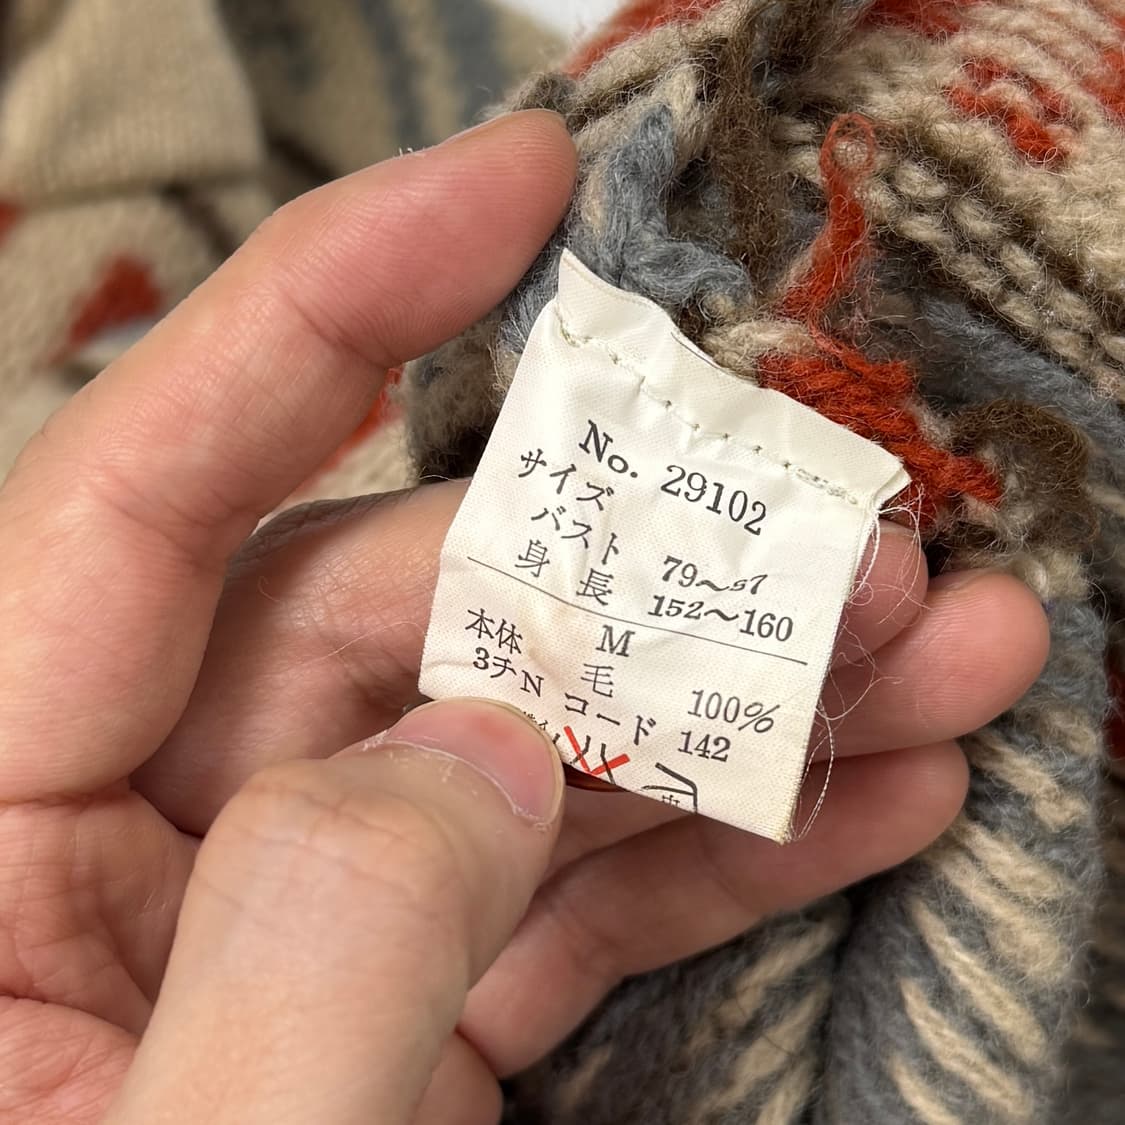 No. 29102
サイズ
バスト 79〜87
身長 152〜160
M
本体 毛 100%
3チN コード 142
中